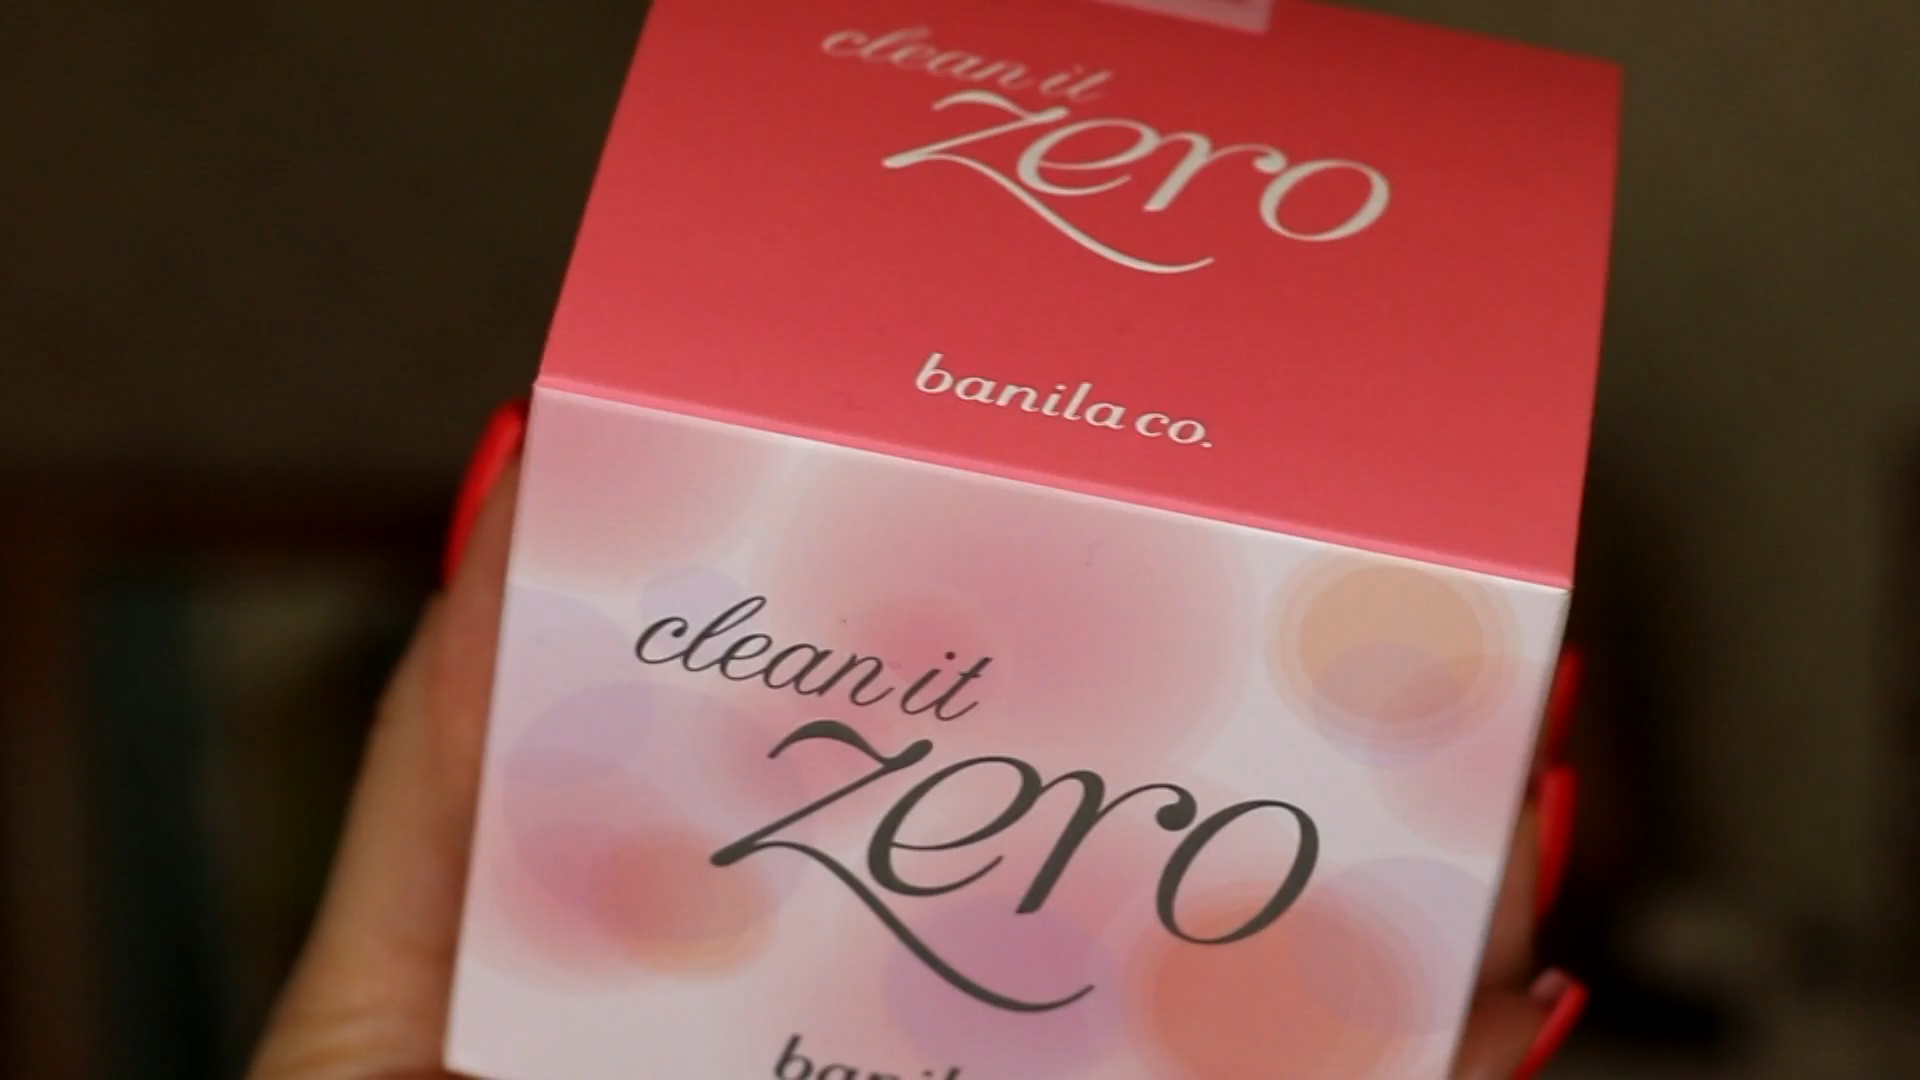 clean it
zero
banila co.
clean it
zero